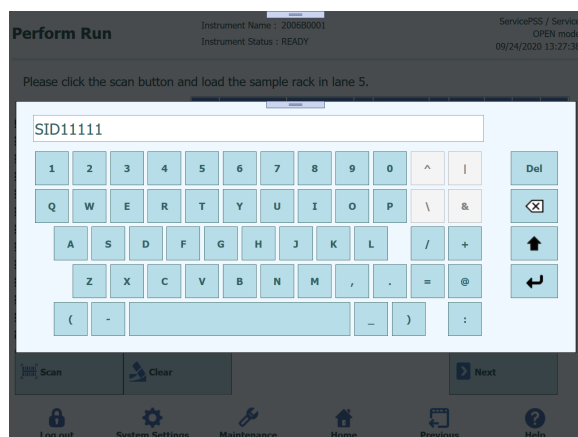 Perform Run
Instrument Name : 200680001
Instrument Status : READY
ServicePSS / Service
OPEN mode
09/24/2020 13:27:38
Please click the scan button and load the sample rack in lane 5.
SID11111
1 2 3 4 5 6 7 8 9 0 ^ | Del
Q W E R T Y U I O P \ &
A S D F G H J K L / +
Z X C V B N M , . = @
( - _ ) :
Scan Clear Next
Log out System Settings Maintenance Home Previous Help